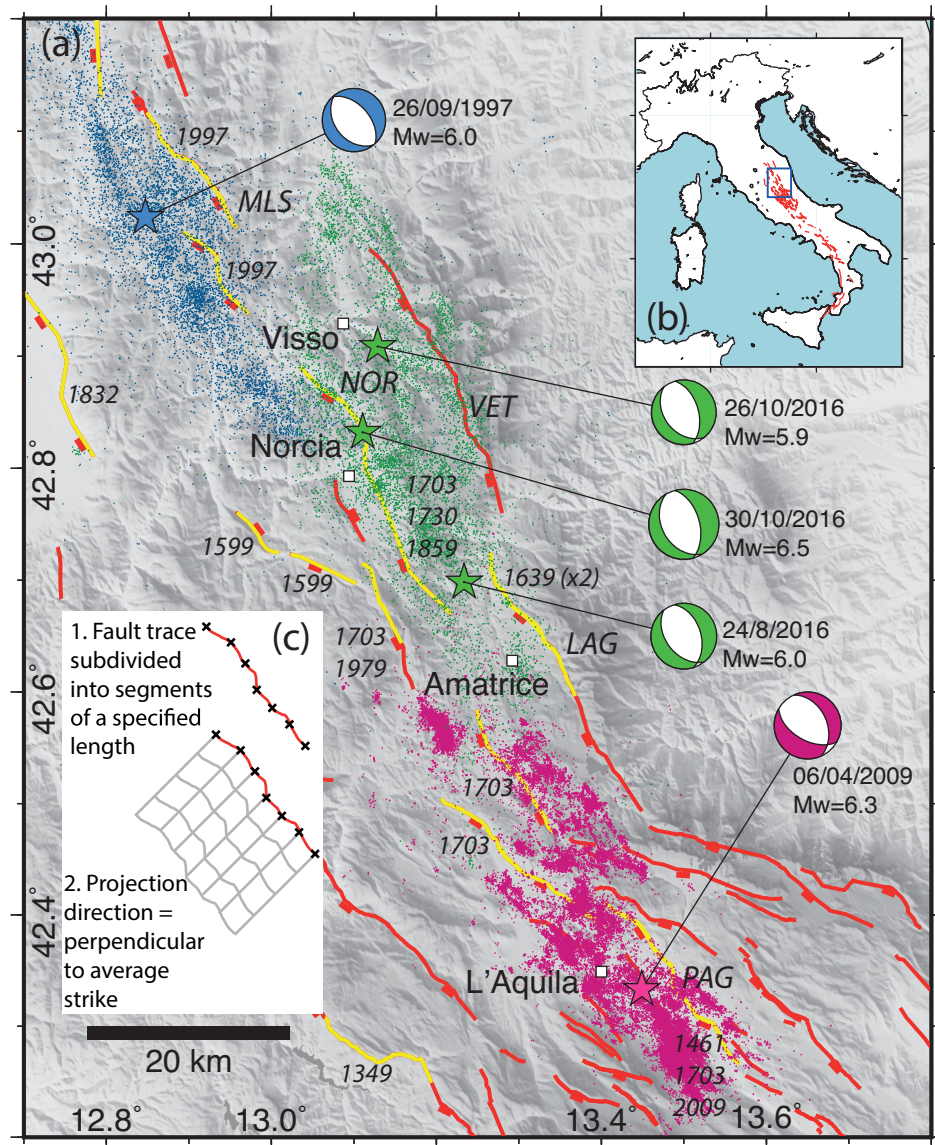 (a)
26/09/1997
Mw=6.0
1997
MLS
1997
43.0°
(b)
Visso
NOR
VET
1832
26/10/2016
Mw=5.9
Norcia
42.8°
1703
1730
1859
30/10/2016
Mw=6.5
1599
1599
1639 (x2)
24/8/2016
Mw=6.0
LAG
1703
1979
Amatrice
42.6°
(c)
1. Fault trace
subdivided
into segments
of a specified
length
2. Projection
direction =
perpendicular
to average
strike
06/04/2009
Mw=6.3
1703
1703
42.4°
L'Aquila
PAG
1461
1703
2009
20 km
1349
12.8°
13.0°
13.4°
13.6°